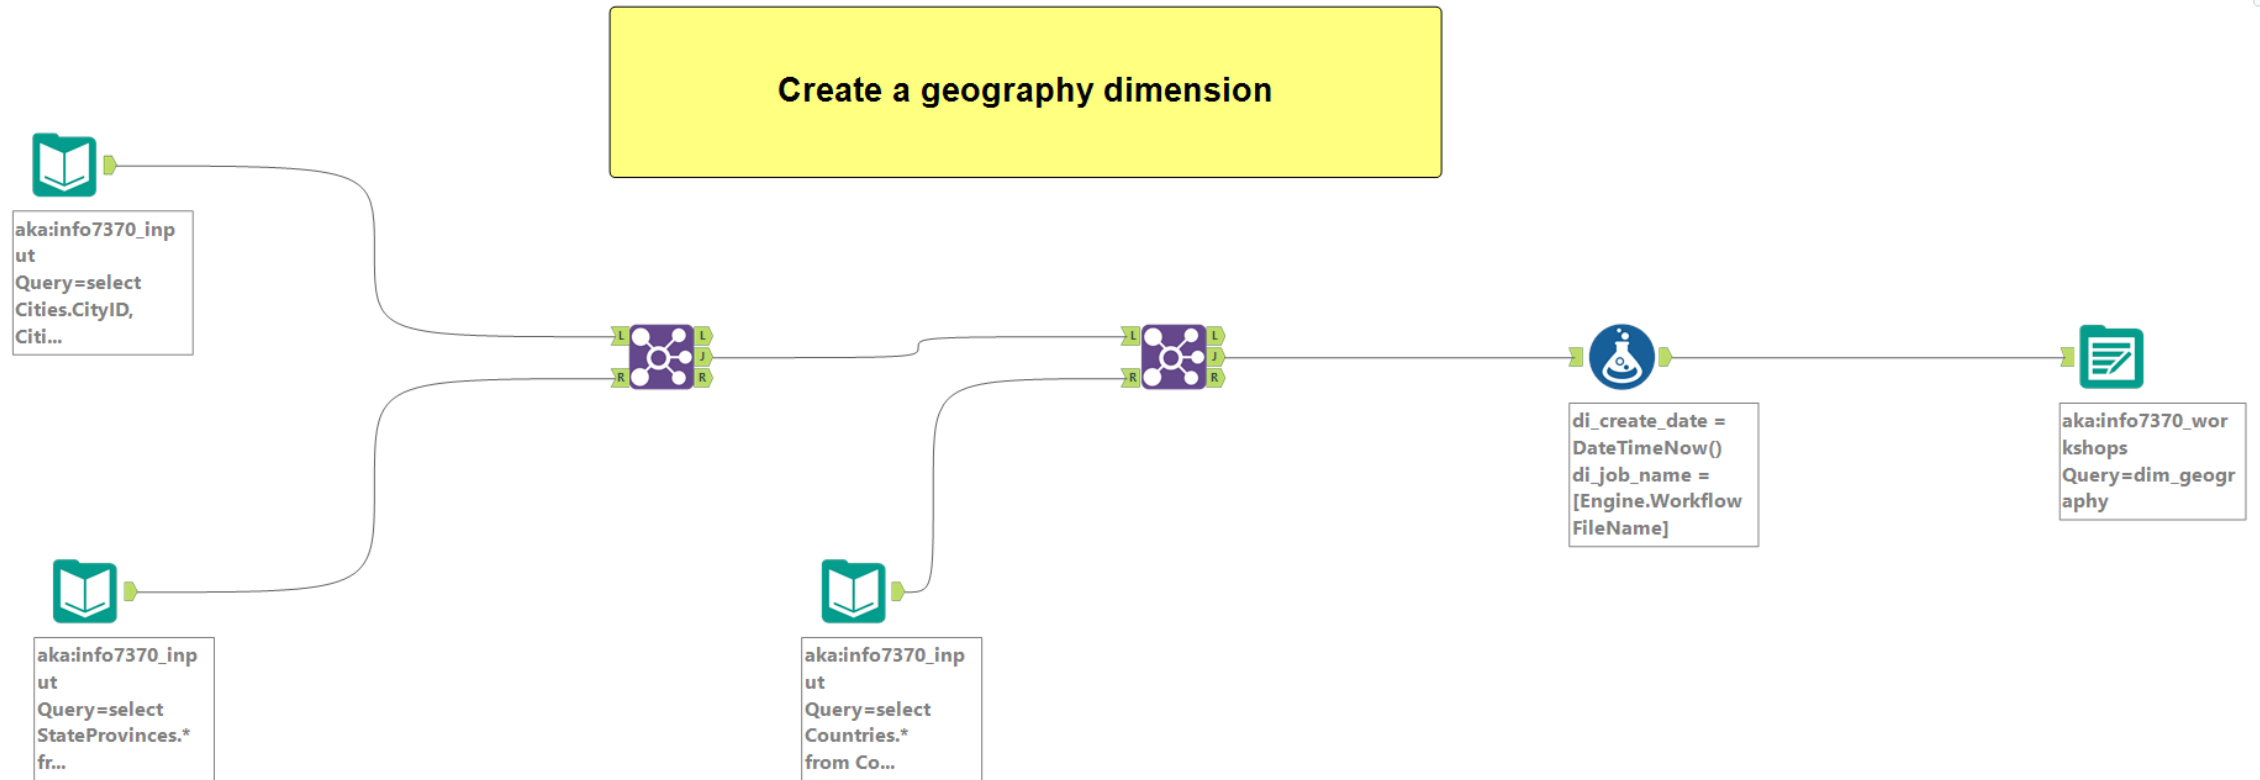 Create a geography dimension
aka:info7370_inp
ut
Query=select
Cities.CityID,
Citi...
L
R
L
J
R
L
R
L
J
R
di_create_date =
DateTimeNow()
di_job_name =
[Engine.Workflow
FileName]
aka:info7370_wor
kshops
Query=dim_geogr
aphy
aka:info7370_inp
ut
Query=select
StateProvinces.*
fr...
aka:info7370_inp
ut
Query=select
Countries.*
from Co...